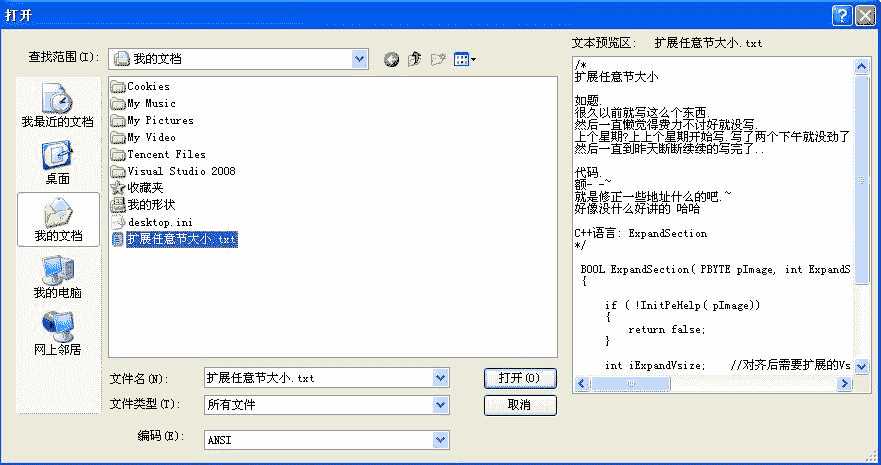 打开
查找范围(I):
我的文档
我最近的文档
桌面
我的文档
我的电脑
网上邻居
Cookies
My Music
My Pictures
My Video
Tencent Files
Visual Studio 2008
收藏夹
我的形状
desktop.ini
扩展任意节大小.txt
文件名(N):
扩展任意节大小.txt
打开(O)
文件类型(T):
所有文件
取消
编码(E):
ANSI
文本预览区: 扩展任意节大小.txt
/*
扩展任意节大小
如题.
很久以前就写这么个东西.
然后一直懒觉得费力不讨好就没写.
上个星期?上上个星期开始写.写了两个下午就没劲了
然后一直到昨天断断续续的写完了..
代码.
额- -~
就是修正一些地址什么的吧.~
好像没什么好讲的 哈哈
C++语言: ExpandSection
*/
BOOL ExpandSection( PBYTE pImage, int ExpandS
{
if ( !InitPeHelp( pImage))
{
return false;
}
int iExpandVsize; //对齐后需要扩展的Vs